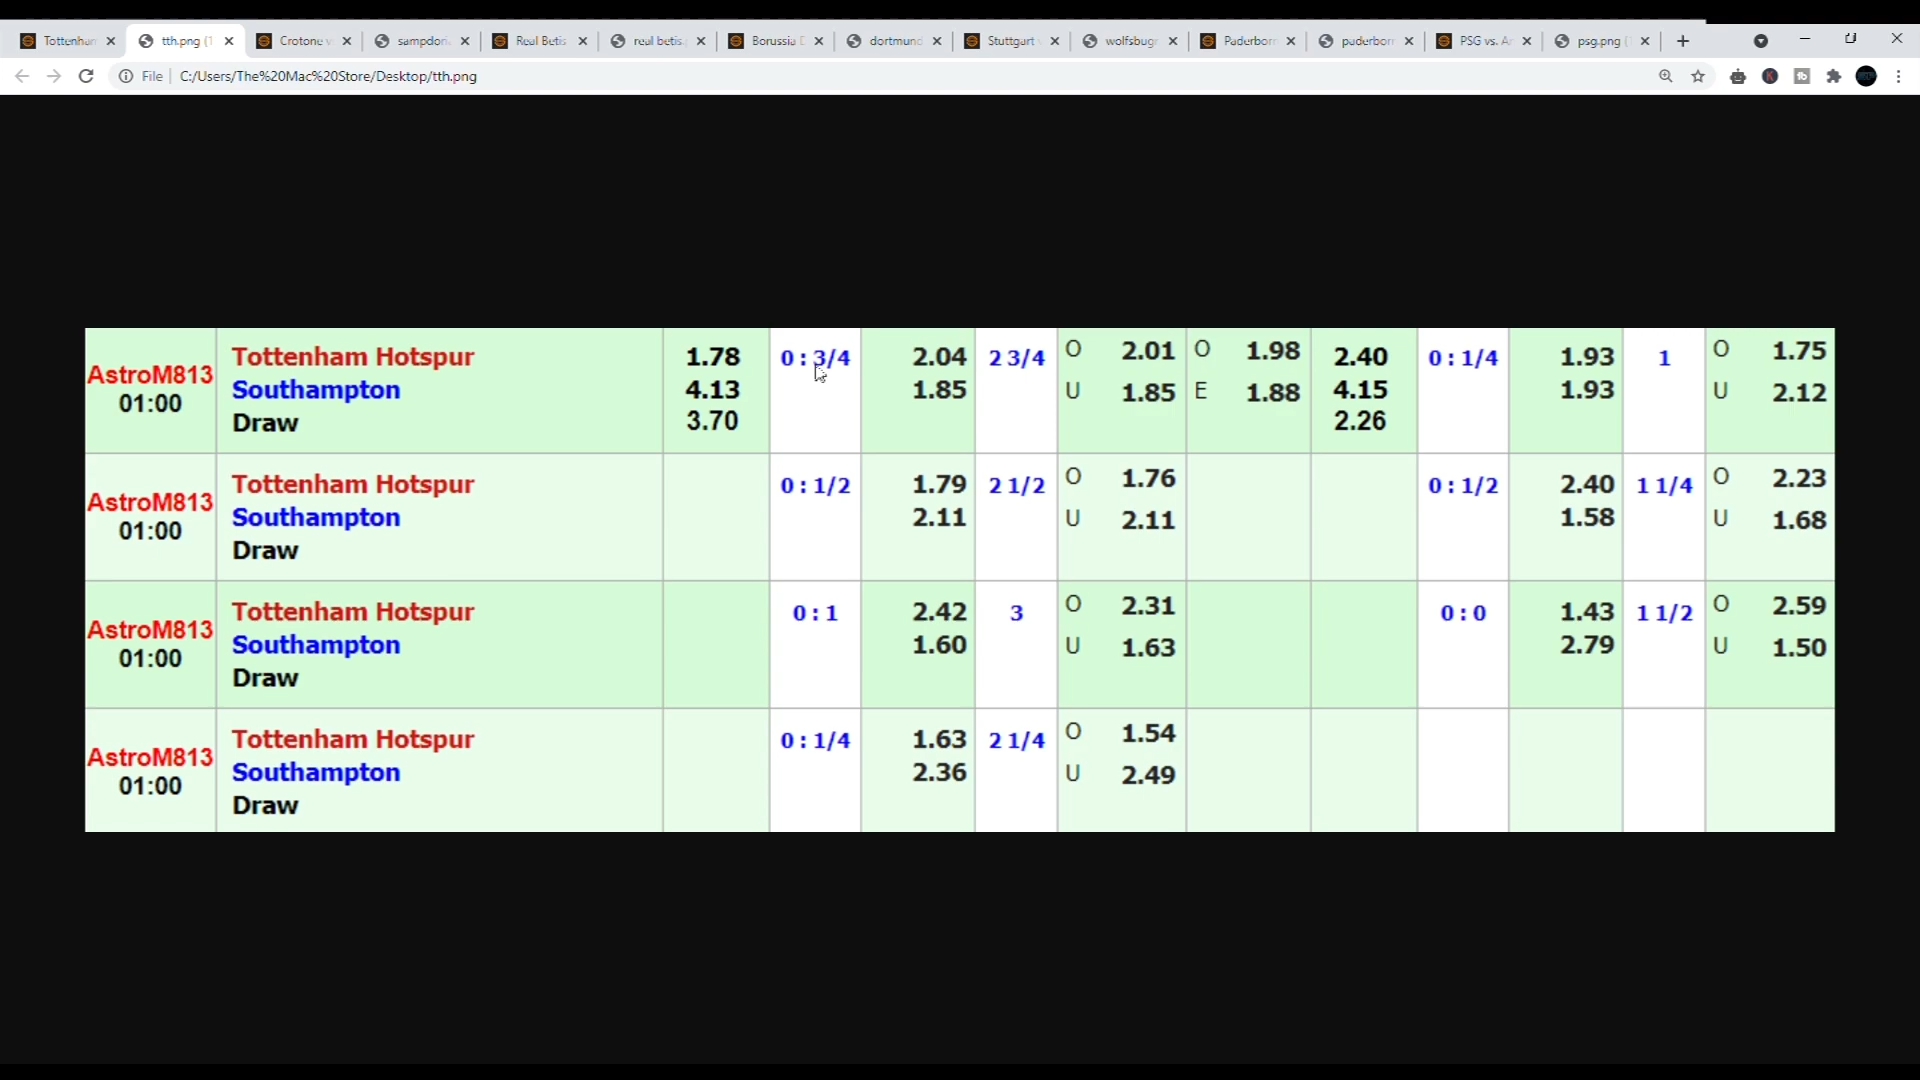 Tottenham tth.png (1 Crotone v sampdori Real Betis real betis. Borussia D dortmund Stuttgart v wolfsbugr Paderborn paderborn PSG vs. Ar psg.png (
File C:/Users/The%20Mac%20Store/Desktop/tth.png
AstroM813 01:00
Tottenham Hotspur 1.78 0 : 3/4 2.04 2 3/4 O 2.01 O 1.98 2.40 0 : 1/4 1.93 1 O 1.75
Southampton 4.13 1.85 U 1.85 E 1.88 4.15 1.93 U 2.12
Draw 3.70 2.26
AstroM813 01:00
Tottenham Hotspur 0 : 1/2 1.79 2 1/2 O 1.76 0 : 1/2 2.40 1 1/4 O 2.23
Southampton 2.11 U 2.11 1.58 U 1.68
Draw
AstroM813 01:00
Tottenham Hotspur 0 : 1 2.42 3 O 2.31 0 : 0 1.43 1 1/2 O 2.59
Southampton 1.60 U 1.63 2.79 U 1.50
Draw
AstroM813 01:00
Tottenham Hotspur 0 : 1/4 1.63 2 1/4 O 1.54
Southampton 2.36 U 2.49
Draw